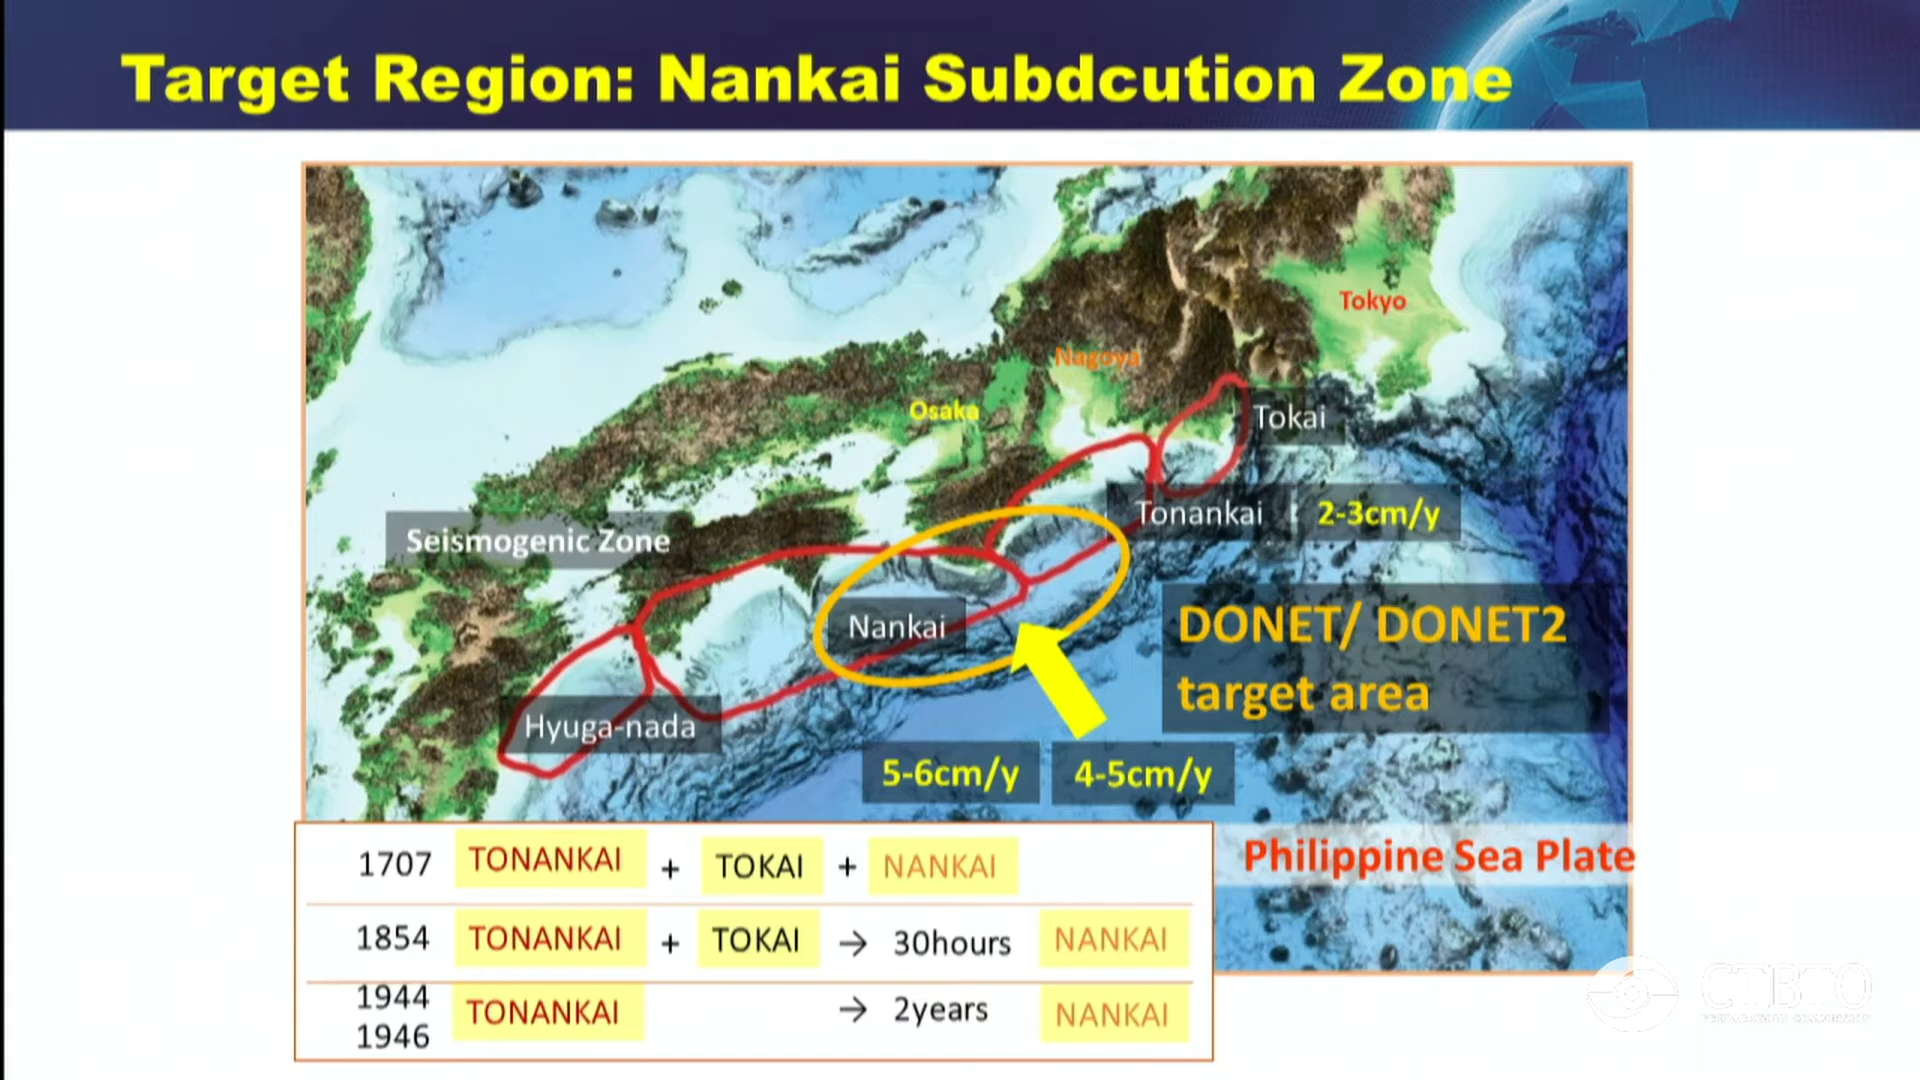 Target Region: Nankai Subdcution Zone
Tokyo
Nagoya
Osaka
Tokai
Tonankai
2-3cm/y
Seismogenic Zone
Nankai
DONET/ DONET2
target area
Hyuga-nada
5-6cm/y
4-5cm/y
Philippine Sea Plate
1707 TONANKAI + TOKAI + NANKAI
1854 TONANKAI + TOKAI → 30hours NANKAI
1944
1946 TONANKAI → 2years NANKAI
CTBTO